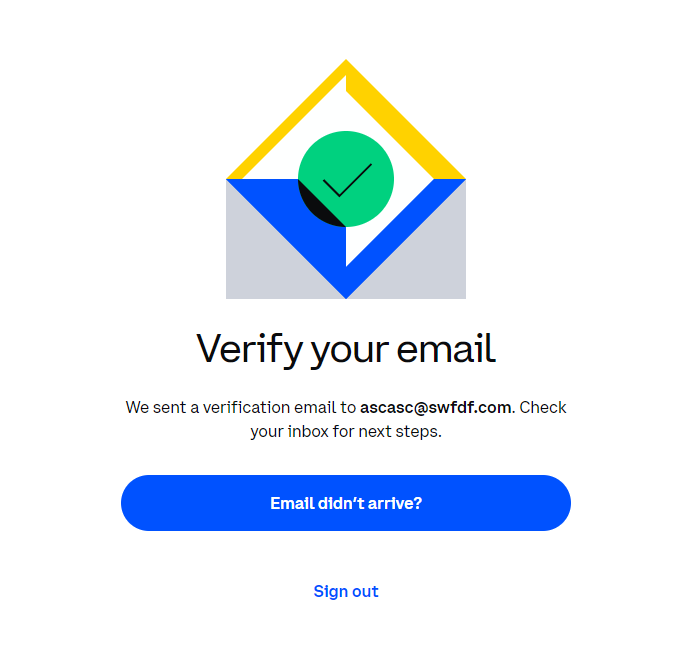 Verify your email
We sent a verification email to ascasc@swfdf.com. Check
your inbox for next steps.
Email didn’t arrive?
Sign out